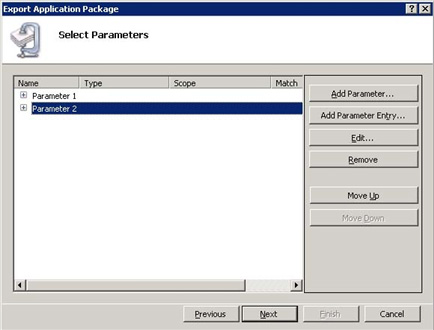 Export Application Package
Select Parameters
Name Type Scope Match
Parameter 1
Parameter 2
Add Parameter...
Add Parameter Entry...
Edit...
Remove
Move Up
Move Down
Previous Next Finish Cancel